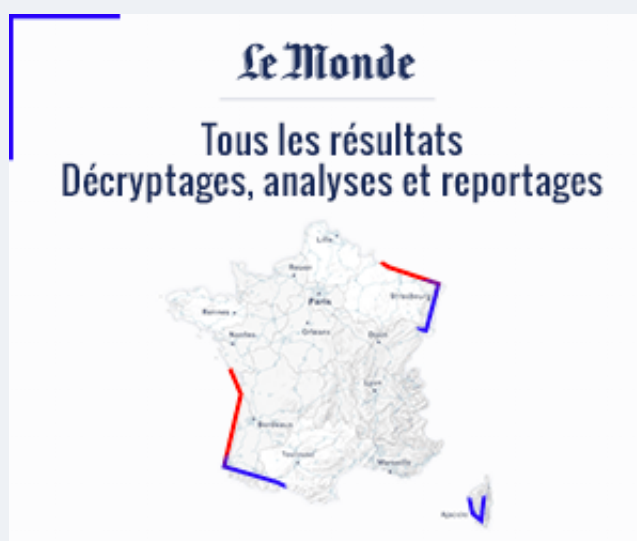 Le Monde
Tous les résultats
Décryptages, analyses et reportages
Lille
Rouen
Paris
Strasbourg
Rennes
Orléans
Nantes
Dijon
Lyon
Bordeaux
Toulouse
Marseille
Ajaccio